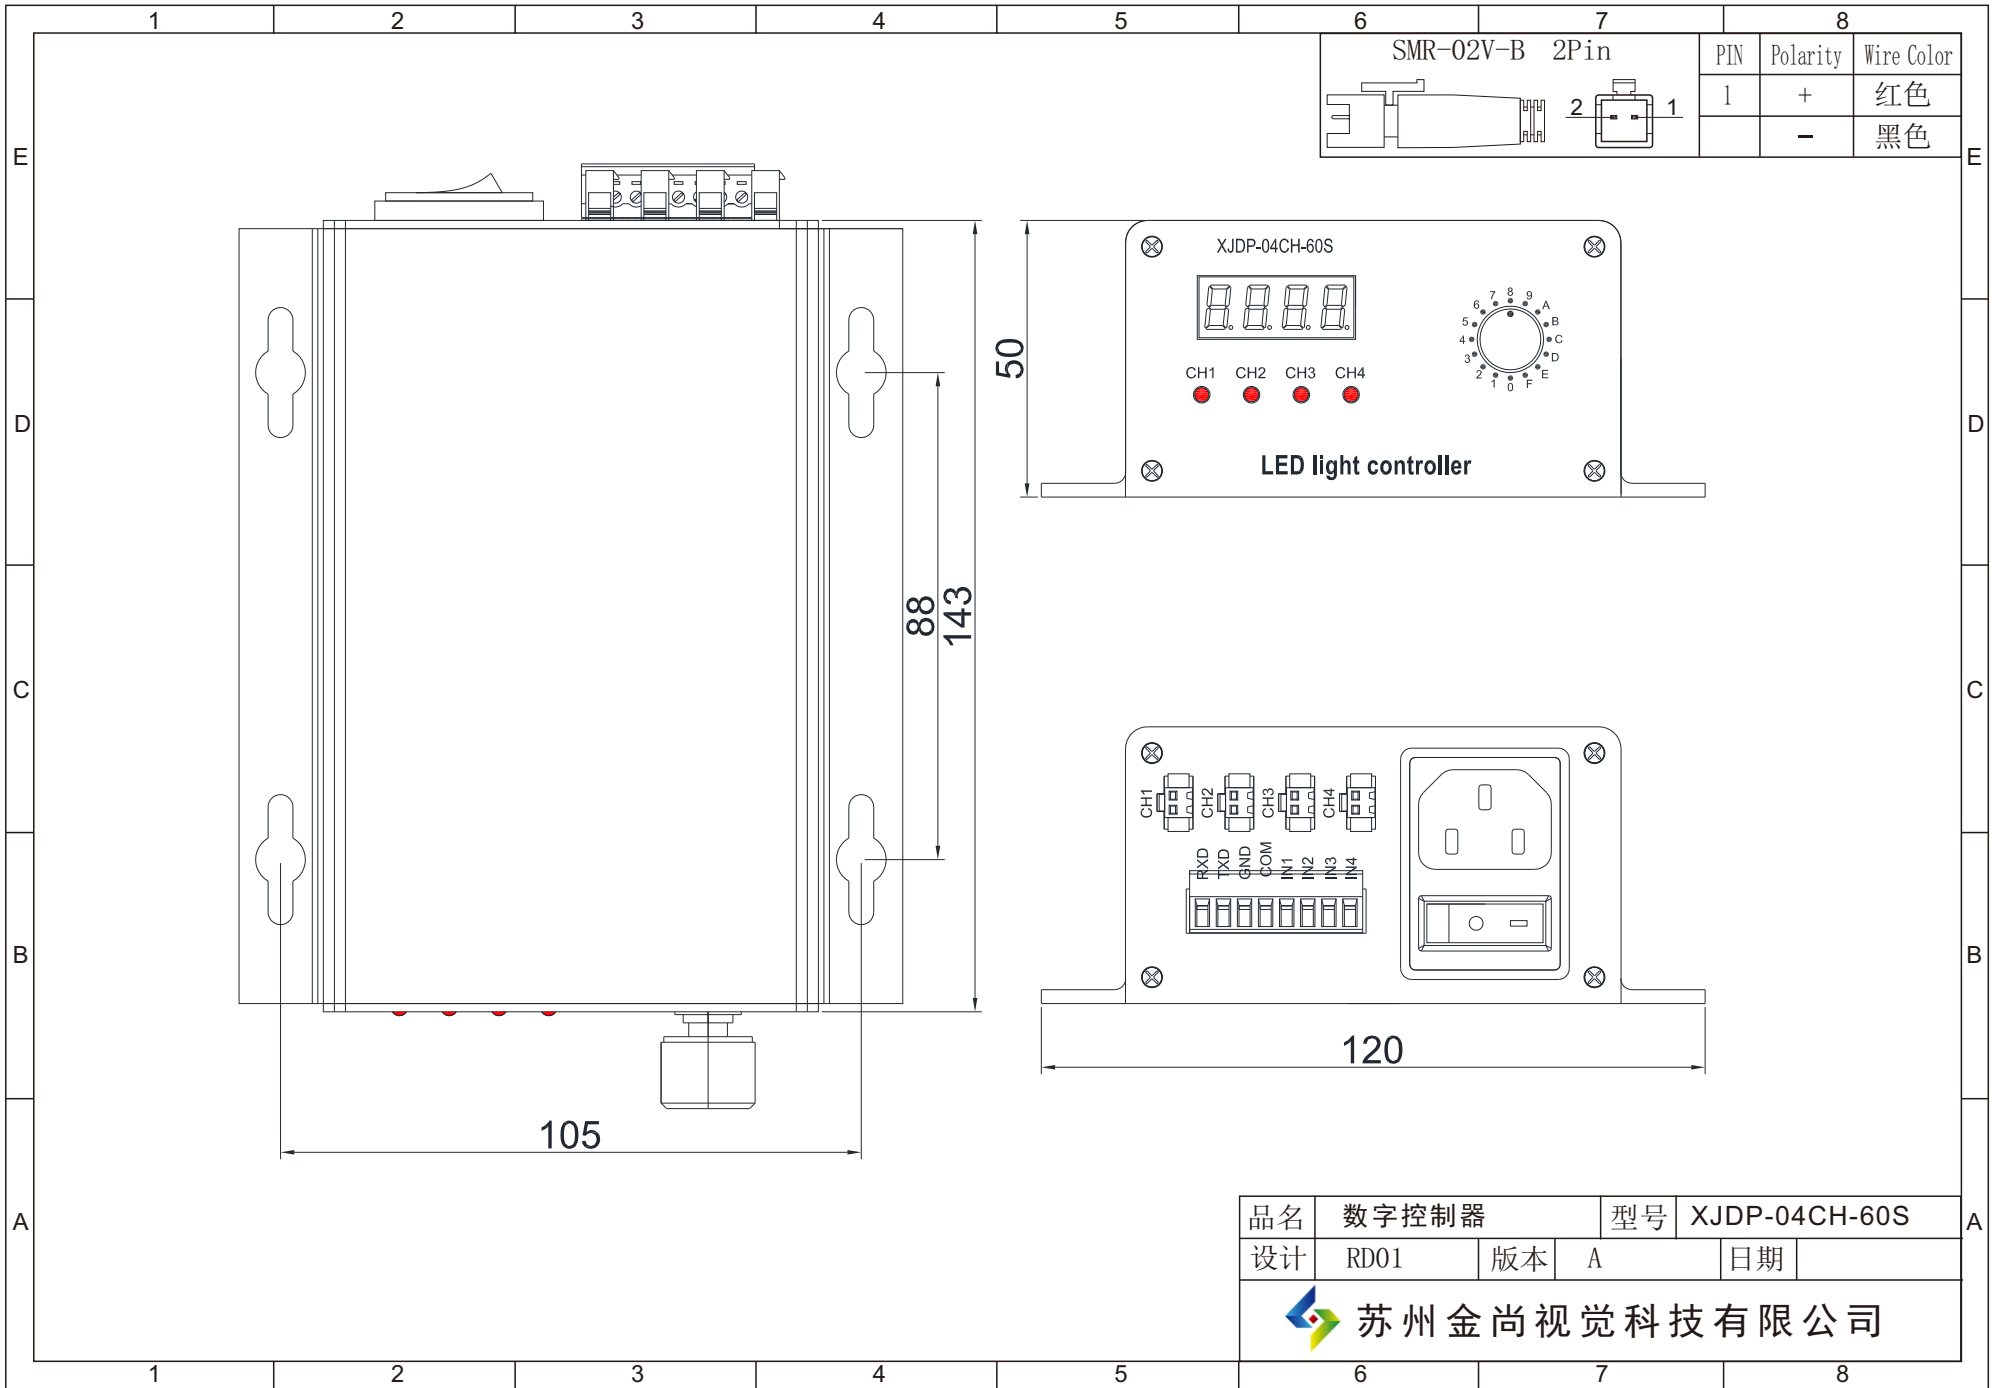 1 2 3 4 5 6 7 8
SMR-02V-B 2Pin
PIN Polarity Wire Color
1 + 红色
− 黑色
2 1
E E
D D
C C
B B
A A
50
XJDP-04CH-60S
8.8.8.8.
CH1 CH2 CH3 CH4
0 1 2 3 4 5 6 7 8 9 A B C D E F
LED light controller
88
143
105
CH1 CH2 CH3 CH4
RXD TXD GND COM IN1 IN2 IN3 IN4
120
品名 数字控制器 型号 XJDP-04CH-60S
设计 RD01 版本 A 日期
苏州金尚视觉科技有限公司
1 2 3 4 5 6 7 8